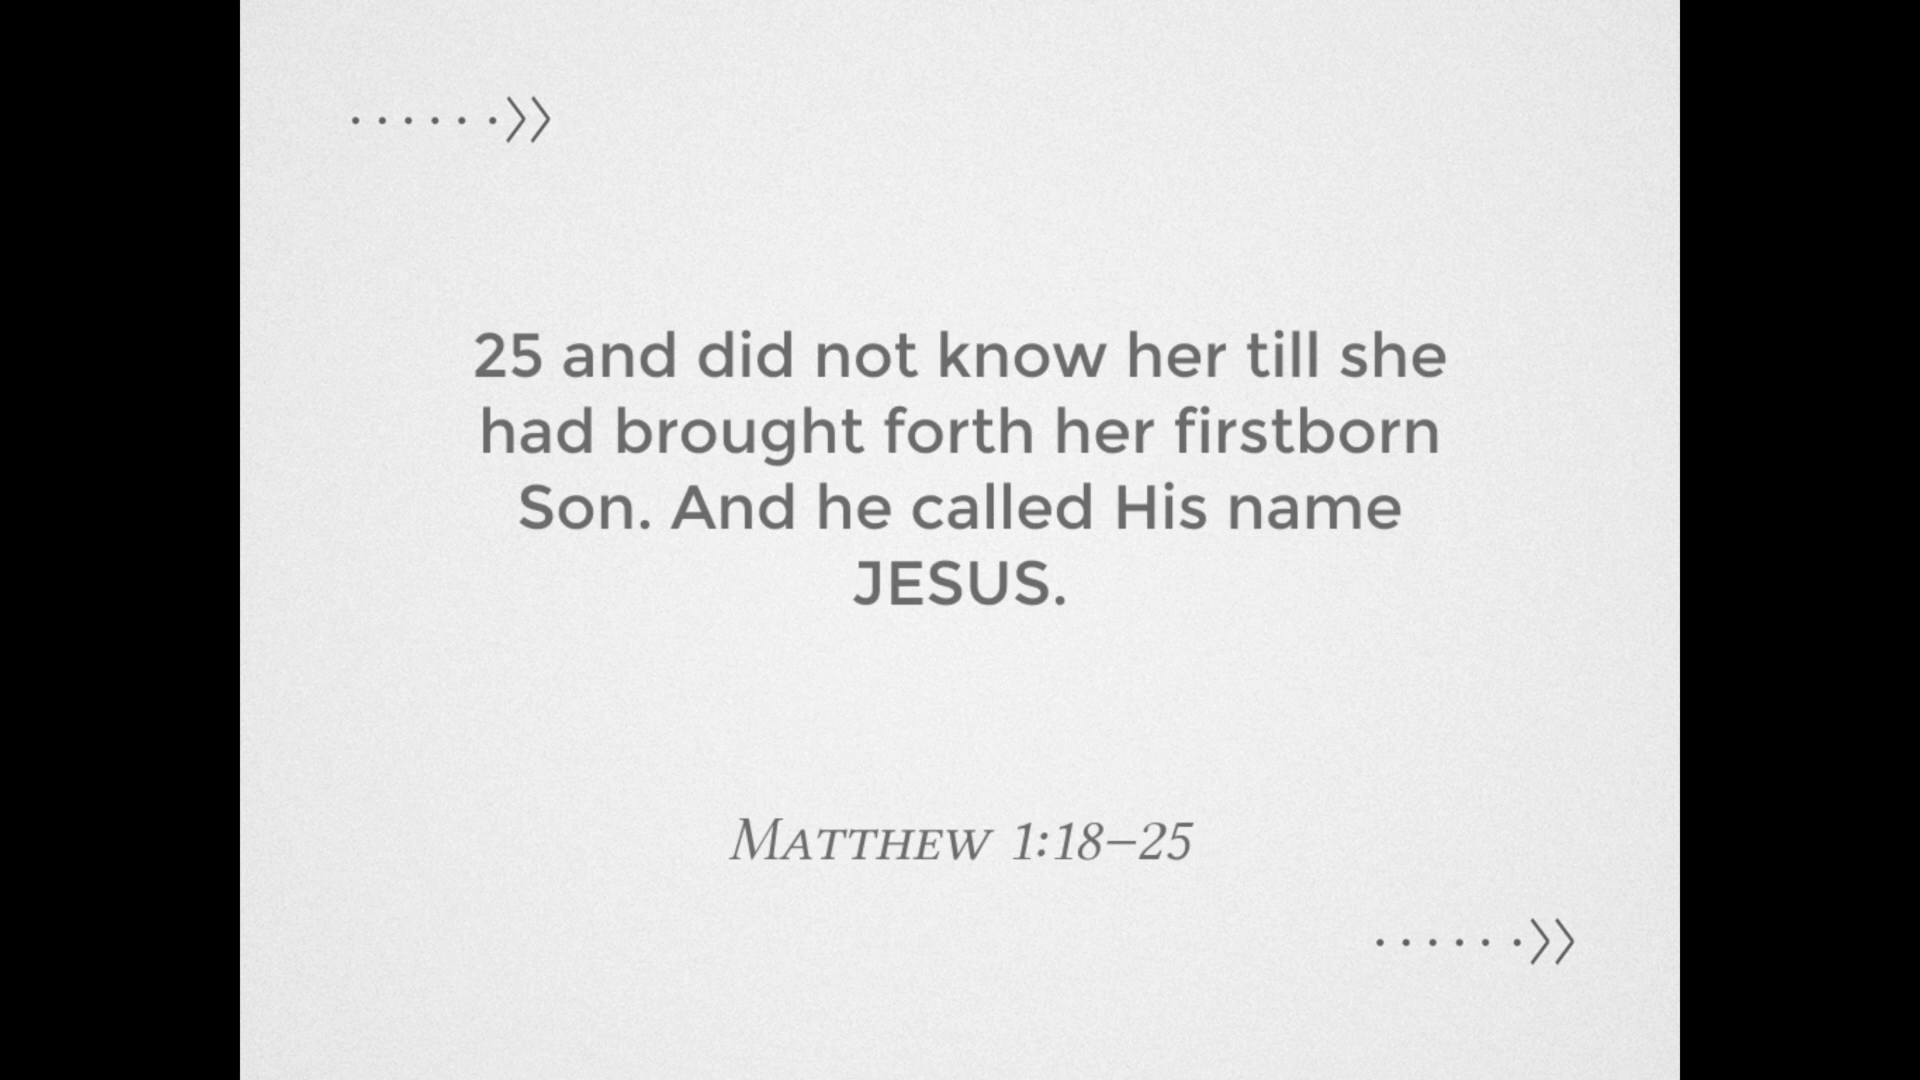 25 and did not know her till she
had brought forth her firstborn
Son. And he called His name
JESUS.
Matthew 1:18–25